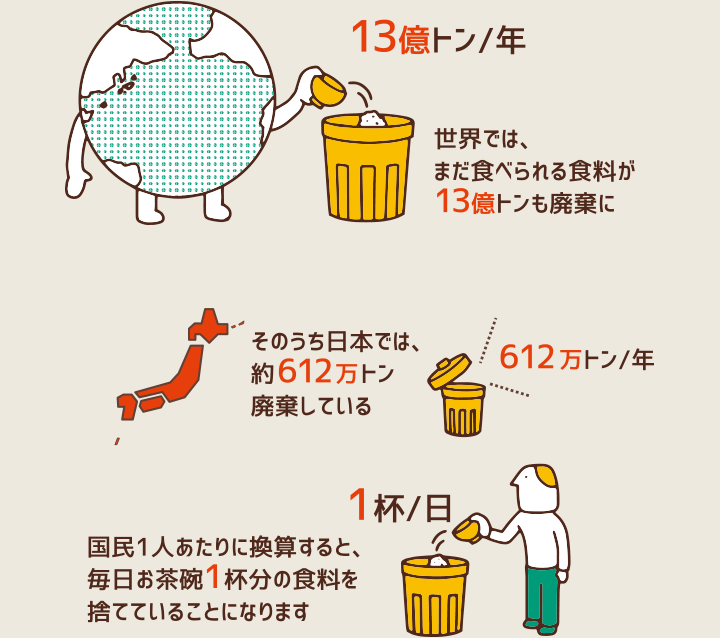 13億トン/年
世界では、
まだ食べられる食料が
13億トンも廃棄に
そのうち日本では、
約612万トン
廃棄している
612万トン/年
1杯/日
国民1人あたりに換算すると、
毎日お茶碗1杯分の食料を
捨てていることになります